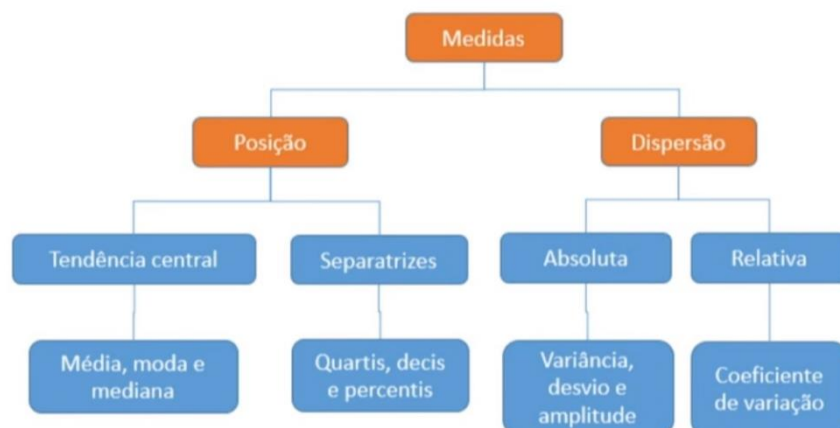 Medidas
Posição
Dispersão
Tendência central
Separatrizes
Absoluta
Relativa
Média, moda e
mediana
Quartis, decis
e percentis
Variância,
desvio e
amplitude
Coeficiente
de variação